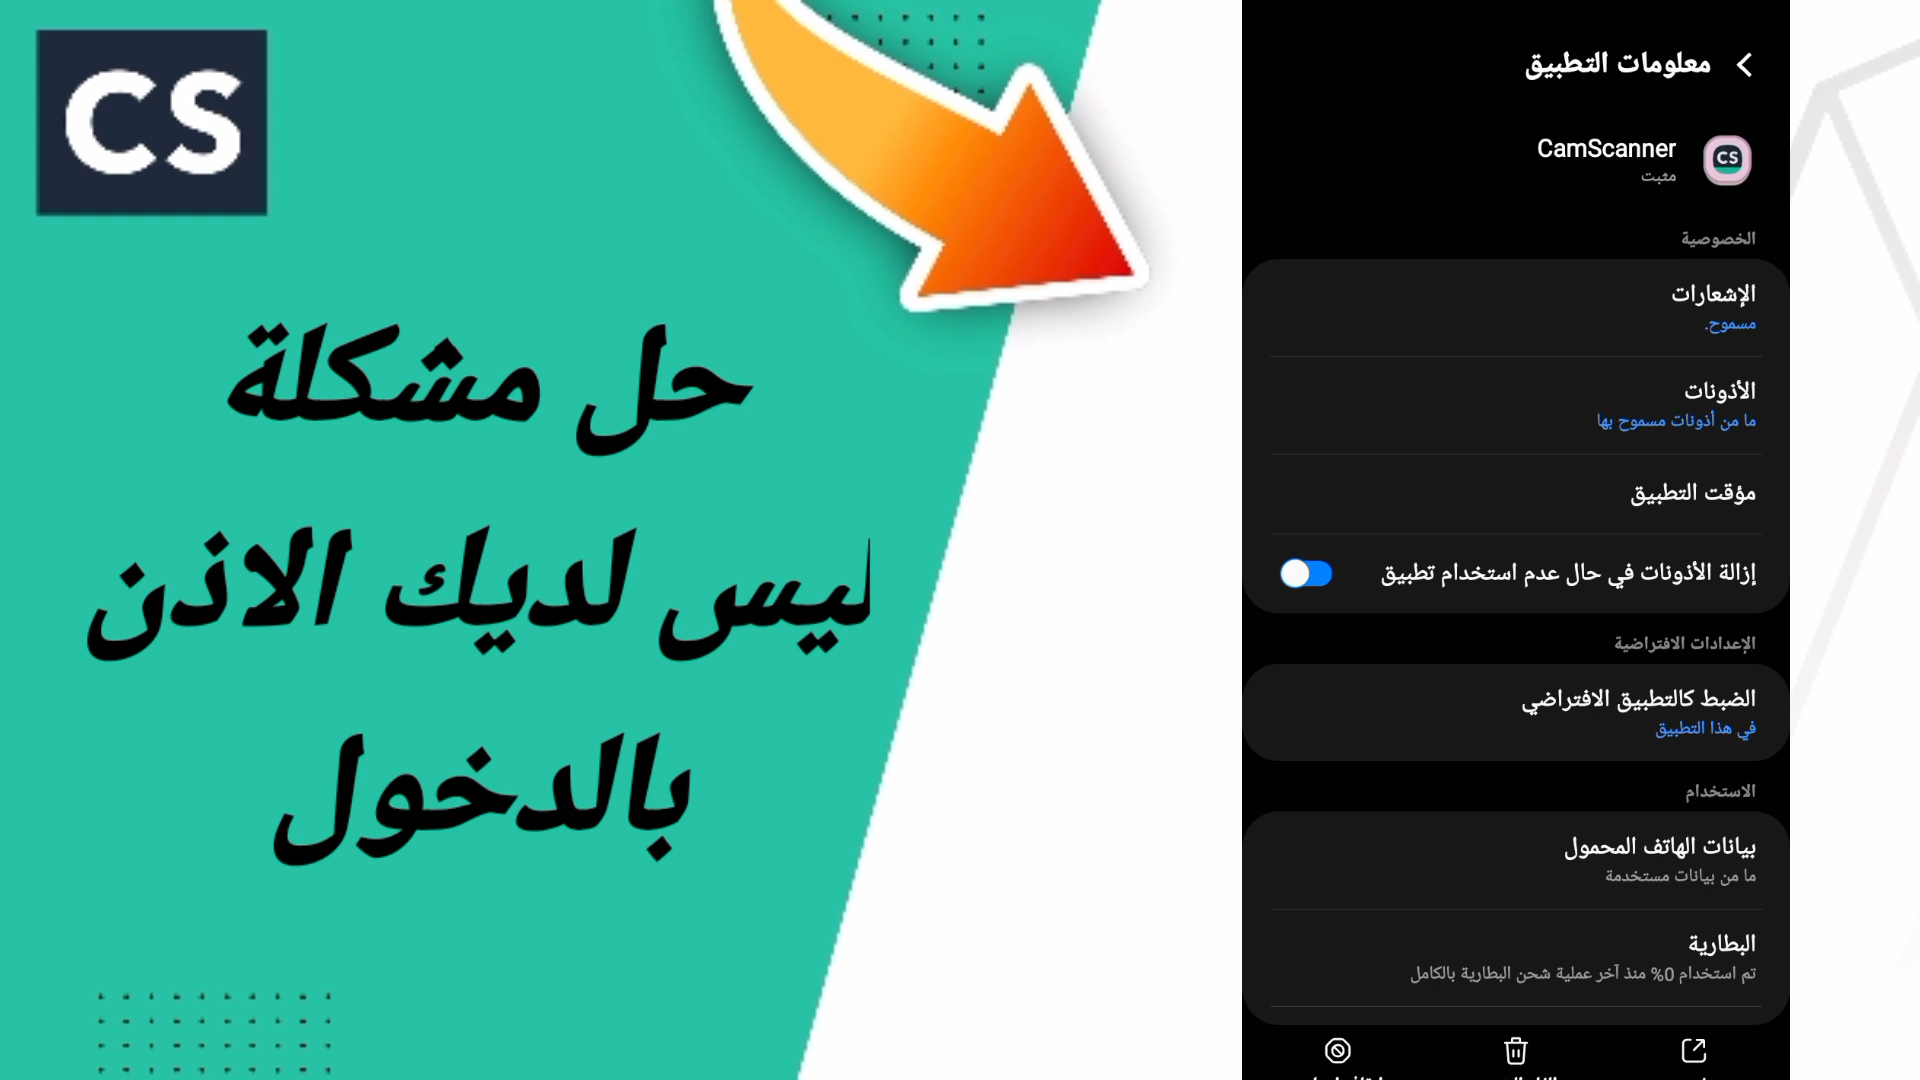 CS
حل مشكلة
ليس لديك الاذن
بالدخول
معلومات التطبيق
CamScanner
CS
مثبت
الخصوصية
الإشعارات
مسموح.
الأذونات
ما من أذونات مسموح بها
مؤقت التطبيق
إزالة الأذونات في حال عدم استخدام تطبيق
الإعدادات الافتراضية
الضبط كالتطبيق الافتراضي
في هذا التطبيق
الاستخدام
بيانات الهاتف المحمول
ما من بيانات مستخدمة
البطارية
تم استخدام 0% منذ آخر عملية شحن البطارية بالكامل